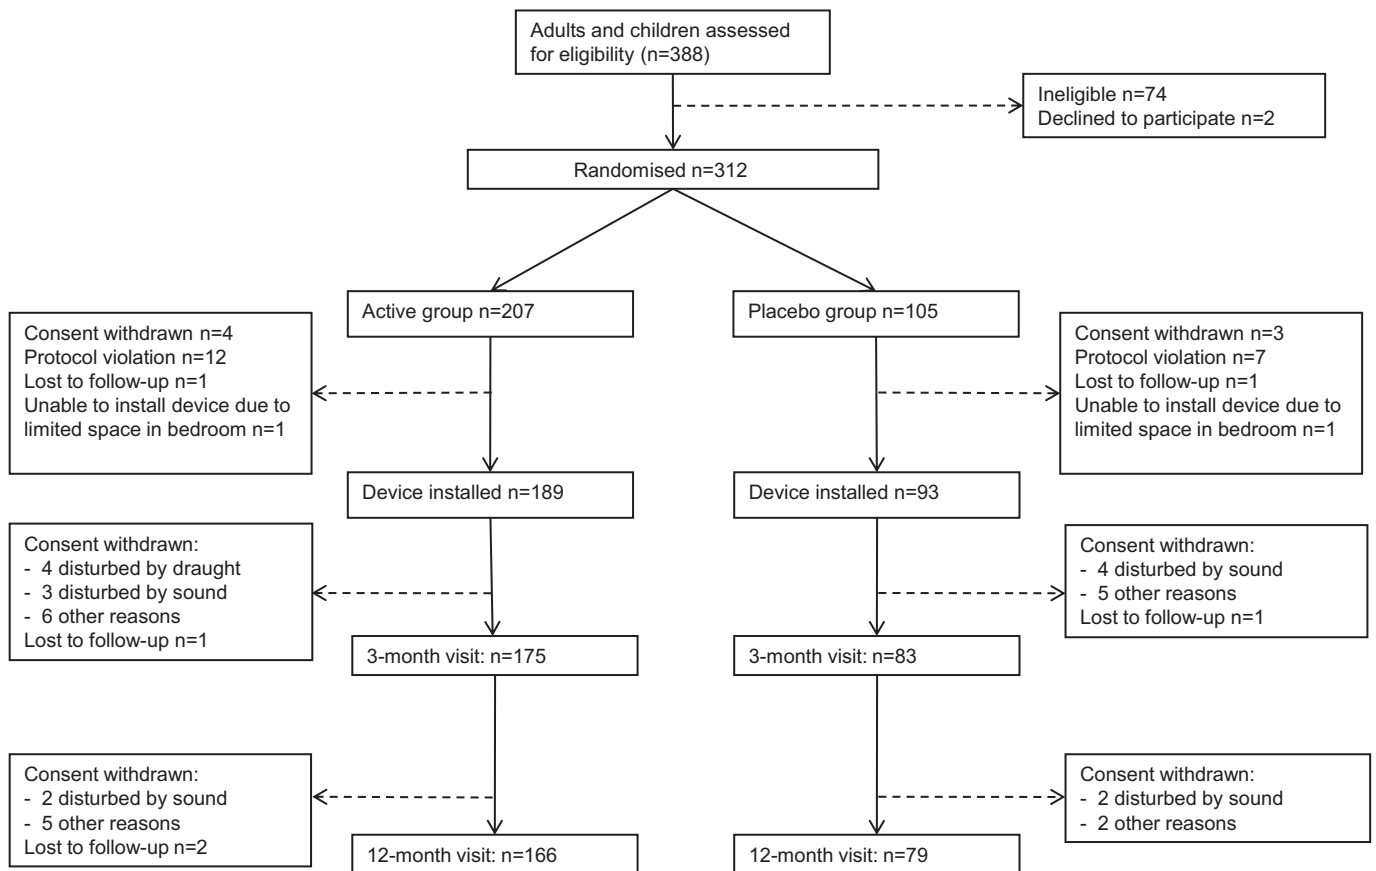 Adults and children assessed
for eligibility (n=388)
Ineligible n=74
Declined to participate n=2
Randomised n=312
Active group n=207
Placebo group n=105
Consent withdrawn n=4
Protocol violation n=12
Lost to follow-up n=1
Unable to install device due to
limited space in bedroom n=1
Consent withdrawn n=3
Protocol violation n=7
Lost to follow-up n=1
Unable to install device due to
limited space in bedroom n=1
Device installed n=189
Device installed n=93
Consent withdrawn:
- 4 disturbed by draught
- 3 disturbed by sound
- 6 other reasons
Lost to follow-up n=1
Consent withdrawn:
- 4 disturbed by sound
- 5 other reasons
Lost to follow-up n=1
3-month visit: n=175
3-month visit: n=83
Consent withdrawn:
- 2 disturbed by sound
- 5 other reasons
Lost to follow-up n=2
Consent withdrawn:
- 2 disturbed by sound
- 2 other reasons
12-month visit: n=166
12-month visit: n=79